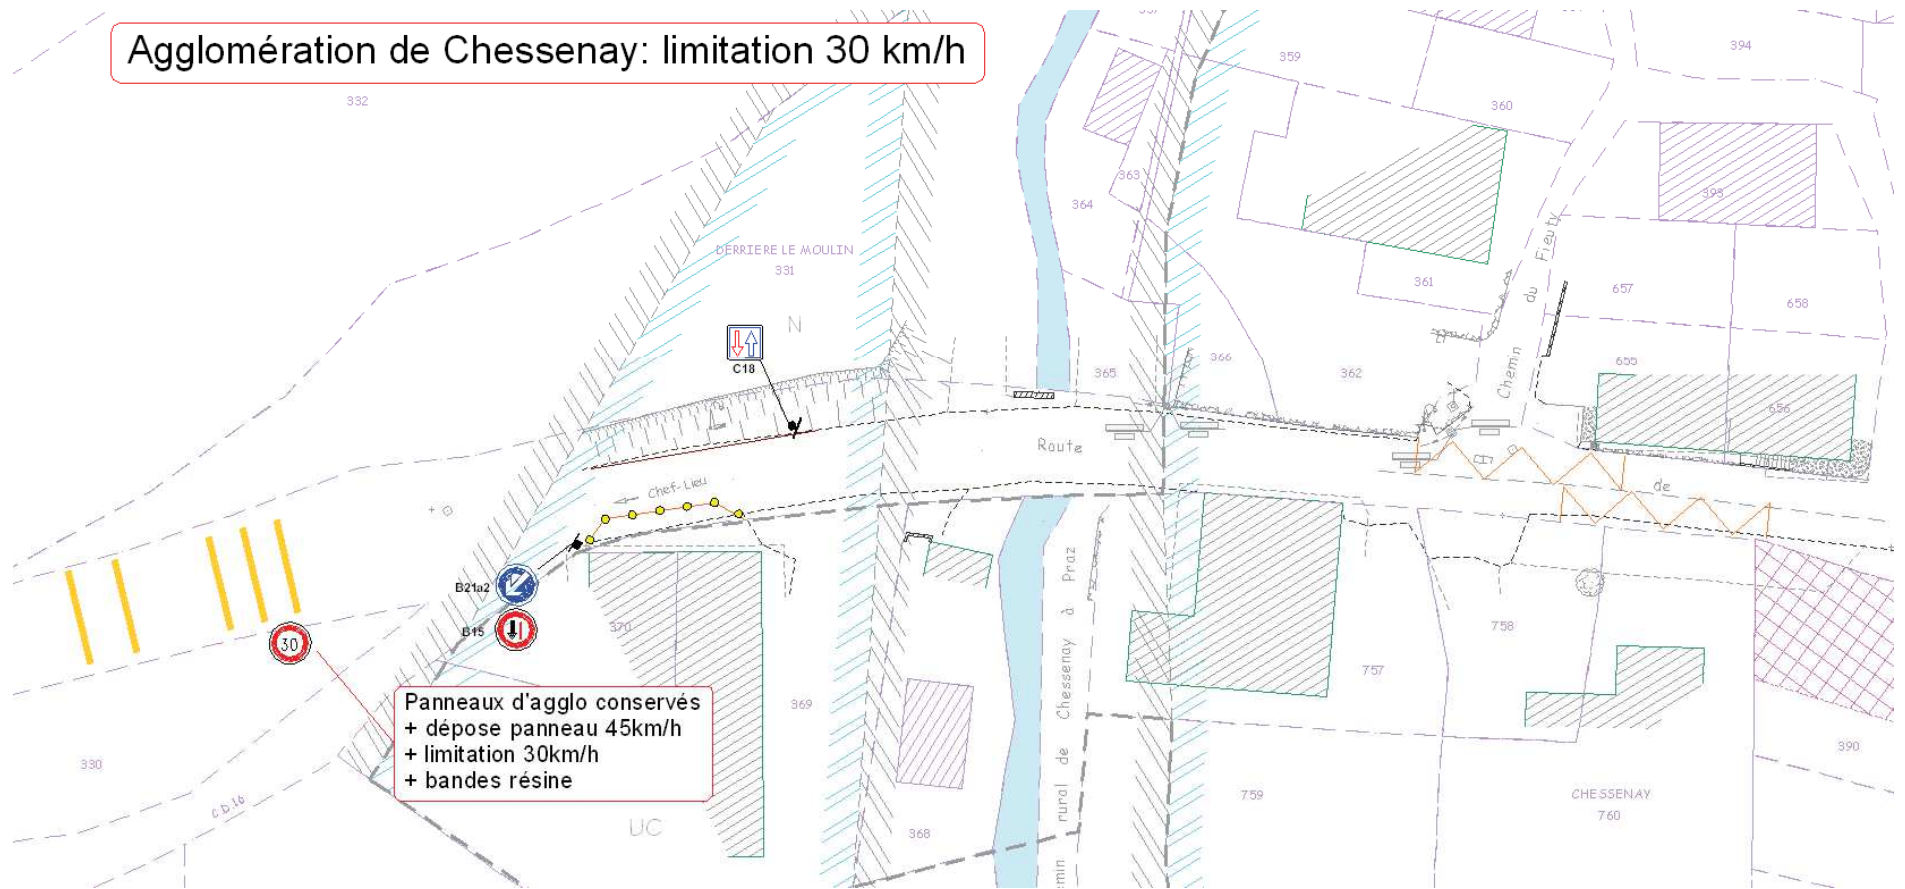 Agglomération de Chessenay: limitation 30 km/h
332
359
394
360
363
364
393
DERRIERE LE MOULIN
331
N
361
657
658
Chemin du Fieuty
C18
365
366
362
655
656
Route
de
Chef-Lieu
B21a2
B15
30
370
369
Panneaux d'agglo conservés
+ dépose panneau 45km/h
+ limitation 30km/h
+ bandes résine
330
C.D.16
UC
368
rural de Chessenay à Praz
757
758
759
390
CHESSENAY
760